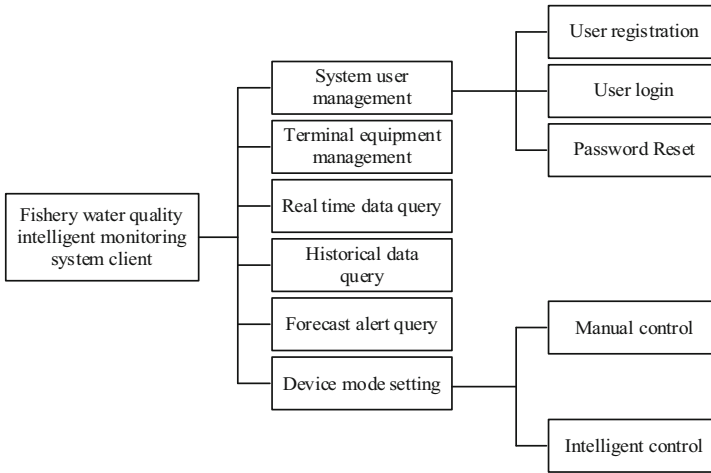 Fishery water quality
intelligent monitoring
system client
System user
management
Terminal equipment
management
Real time data query
Historical data
query
Forecast alert query
Device mode setting
User registration
User login
Password Reset
Manual control
Intelligent control